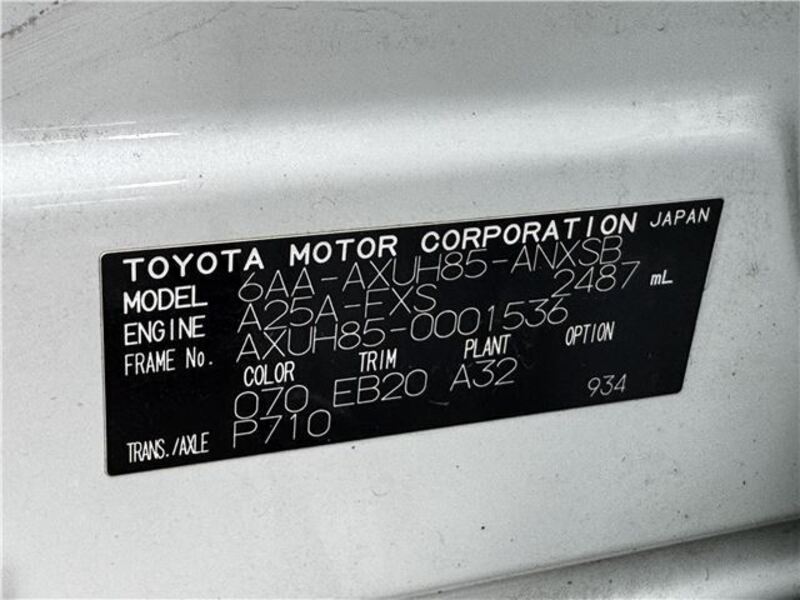 TOYOTA MOTOR CORPORATION JAPAN
MODEL 6AA-AXUH85-ANXSB
ENGINE A25A-FXS 2487 mL
FRAME No. AXUH85-0001536
COLOR TRIM PLANT OPTION
070 EB20 A32 934
TRANS./AXLE P710